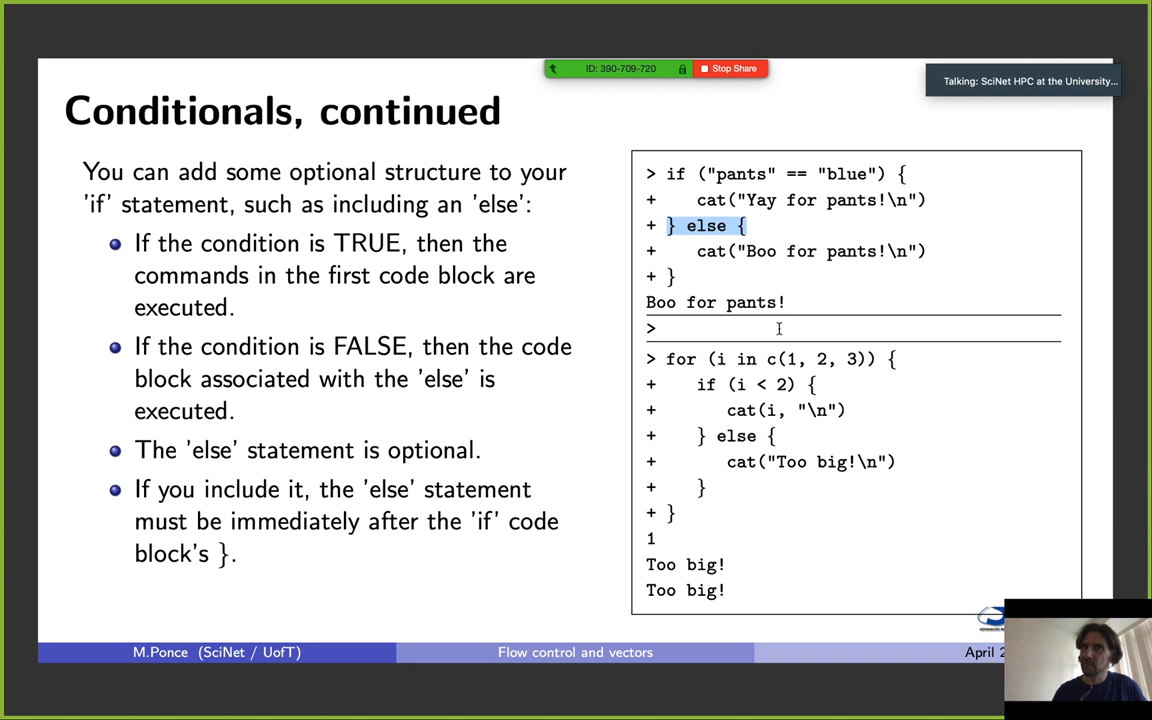 ID: 390-709-720
Stop Share
Talking: SciNet HPC at the University...
Conditionals, continued
You can add some optional structure to your
'if' statement, such as including an 'else':
If the condition is TRUE, then the
commands in the first code block are
executed.
If the condition is FALSE, then the code
block associated with the 'else' is
executed.
The 'else' statement is optional.
If you include it, the 'else' statement
must be immediately after the 'if' code
block's }.
> if ("pants" == "blue") {
+ cat("Yay for pants!\n")
+ } else {
+ cat("Boo for pants!\n")
+ }
Boo for pants!
>
> for (i in c(1, 2, 3)) {
+ if (i < 2) {
+ cat(i, "\n")
+ } else {
+ cat("Too big!\n")
+ }
+ }
1
Too big!
Too big!
M.Ponce (SciNet / UofT)
Flow control and vectors
April